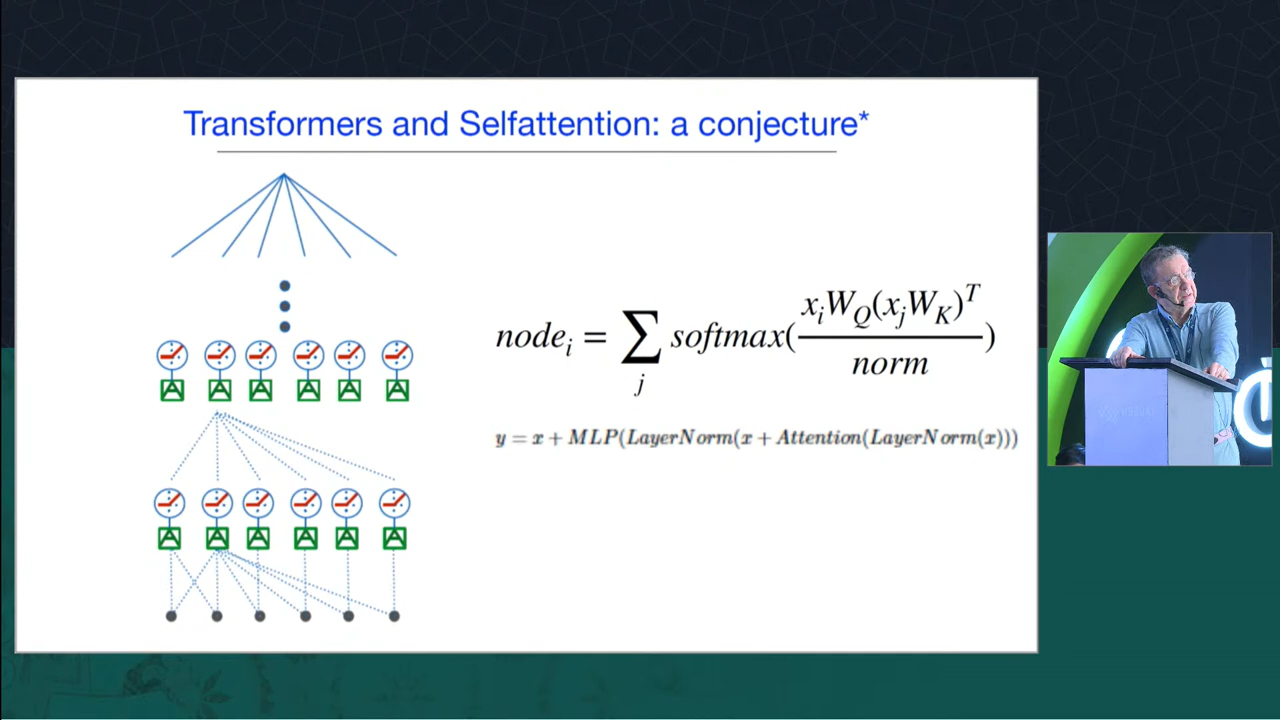 Transformers and Selfattention: a conjecture*
node_i = ∑_j softmax(x_i W_Q (x_j W_K)^T / norm)
y = x + MLP(LayerNorm(x + Attention(LayerNorm(x)))
A A A A A A
A A A A A A